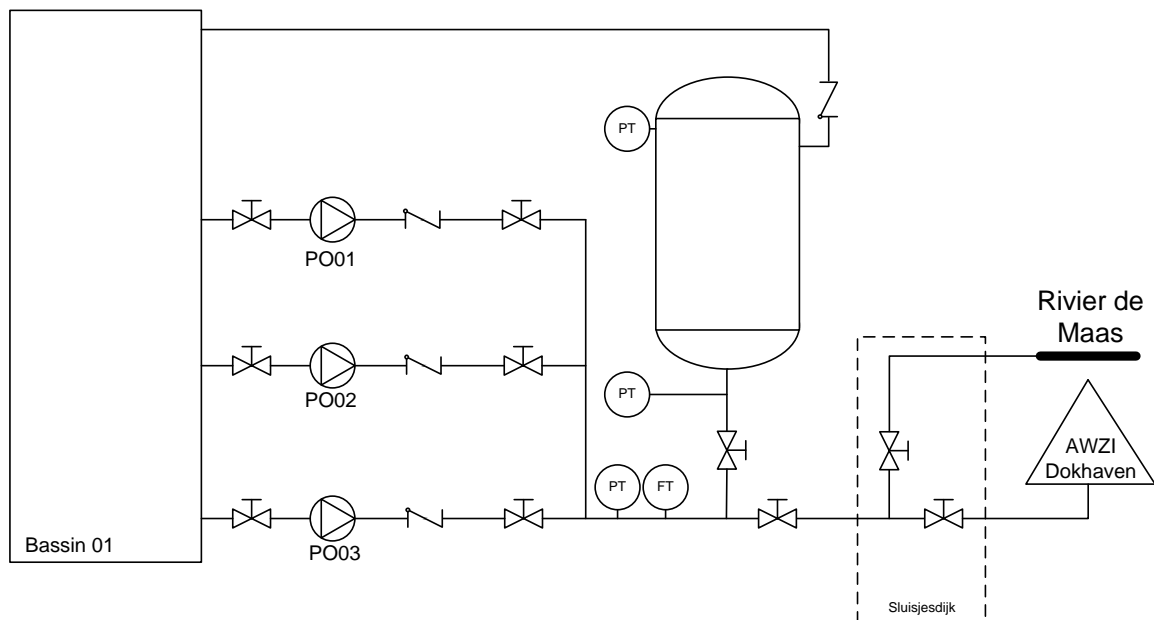 PT
PO01
Rivier de
Maas
PT
PO02
PT
FT
AWZI
Dokhaven
Bassin 01
PO03
Sluisjesdijk